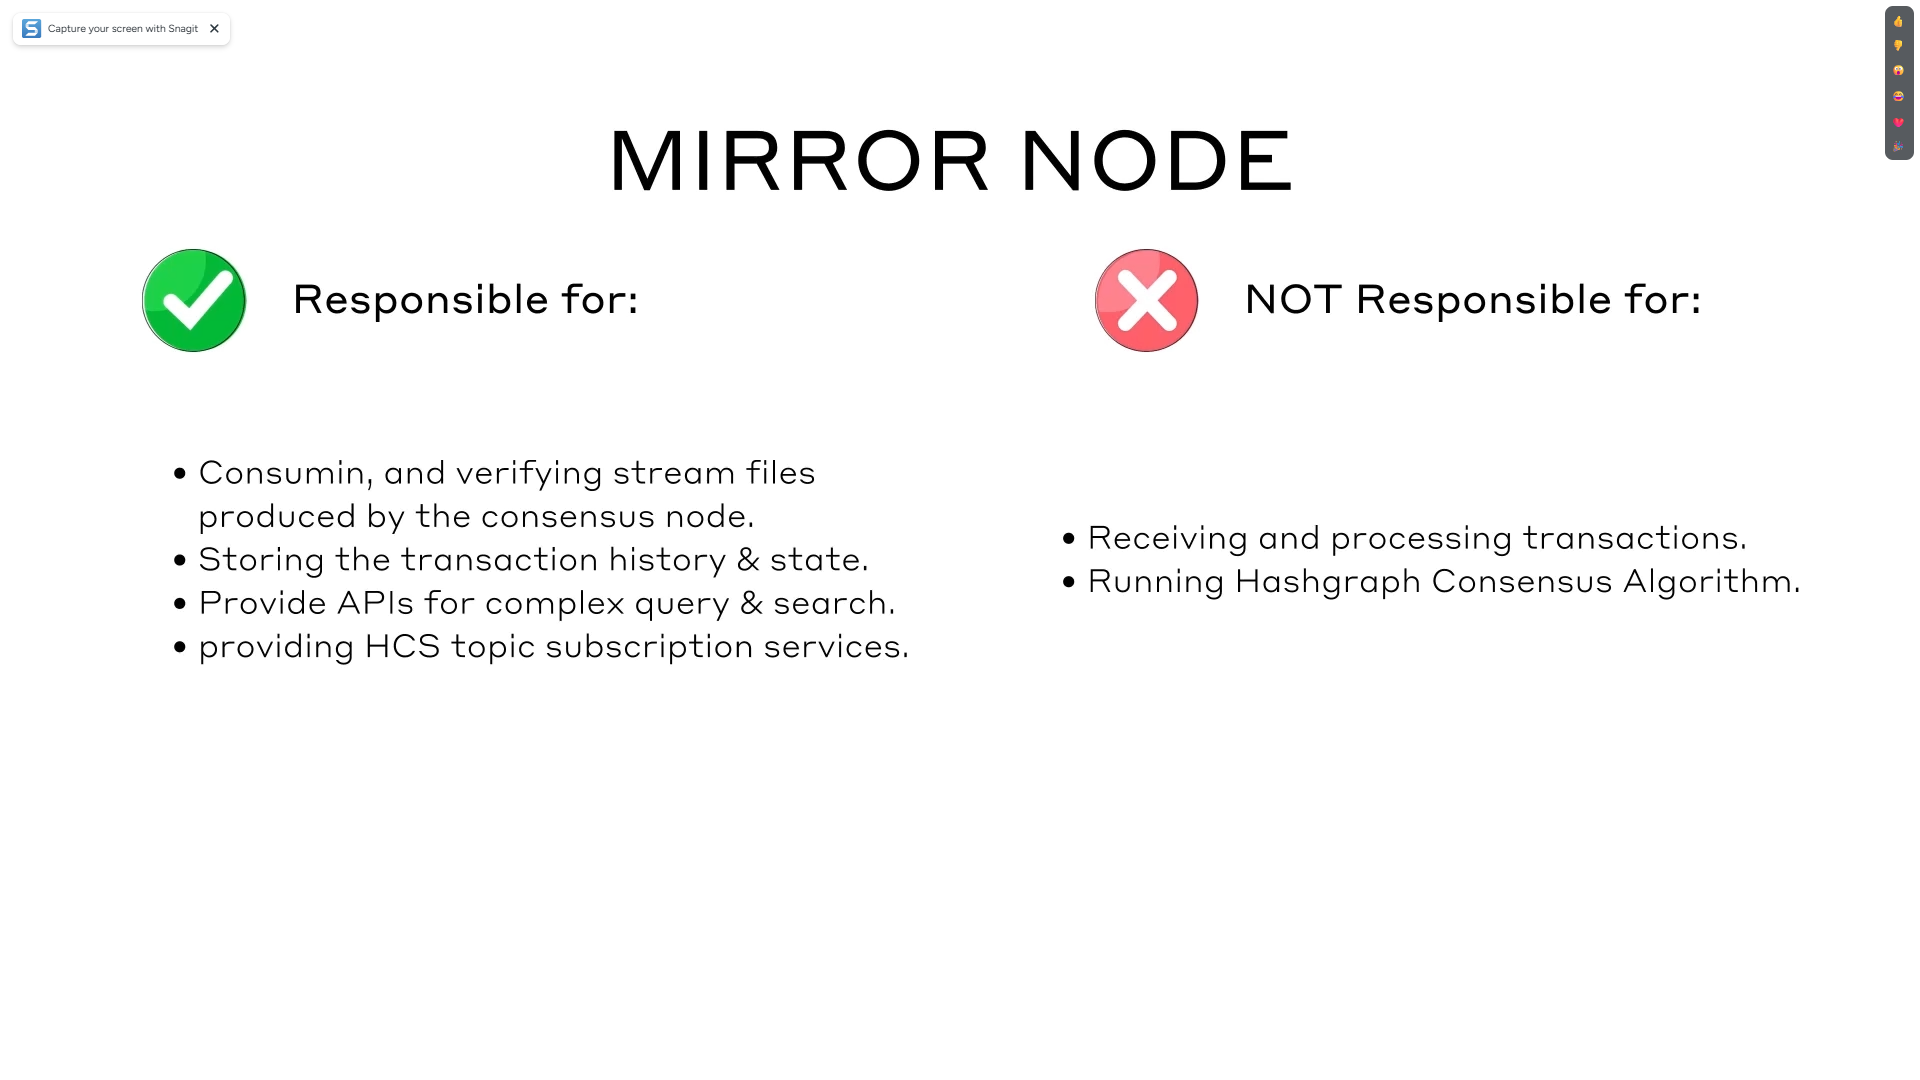 Capture your screen with Snagit
MIRROR NODE
Responsible for:
• Consumin, and verifying stream files
produced by the consensus node.
• Storing the transaction history & state.
• Provide APIs for complex query & search.
• providing HCS topic subscription services.
NOT Responsible for:
• Receiving and processing transactions.
• Running Hashgraph Consensus Algorithm.